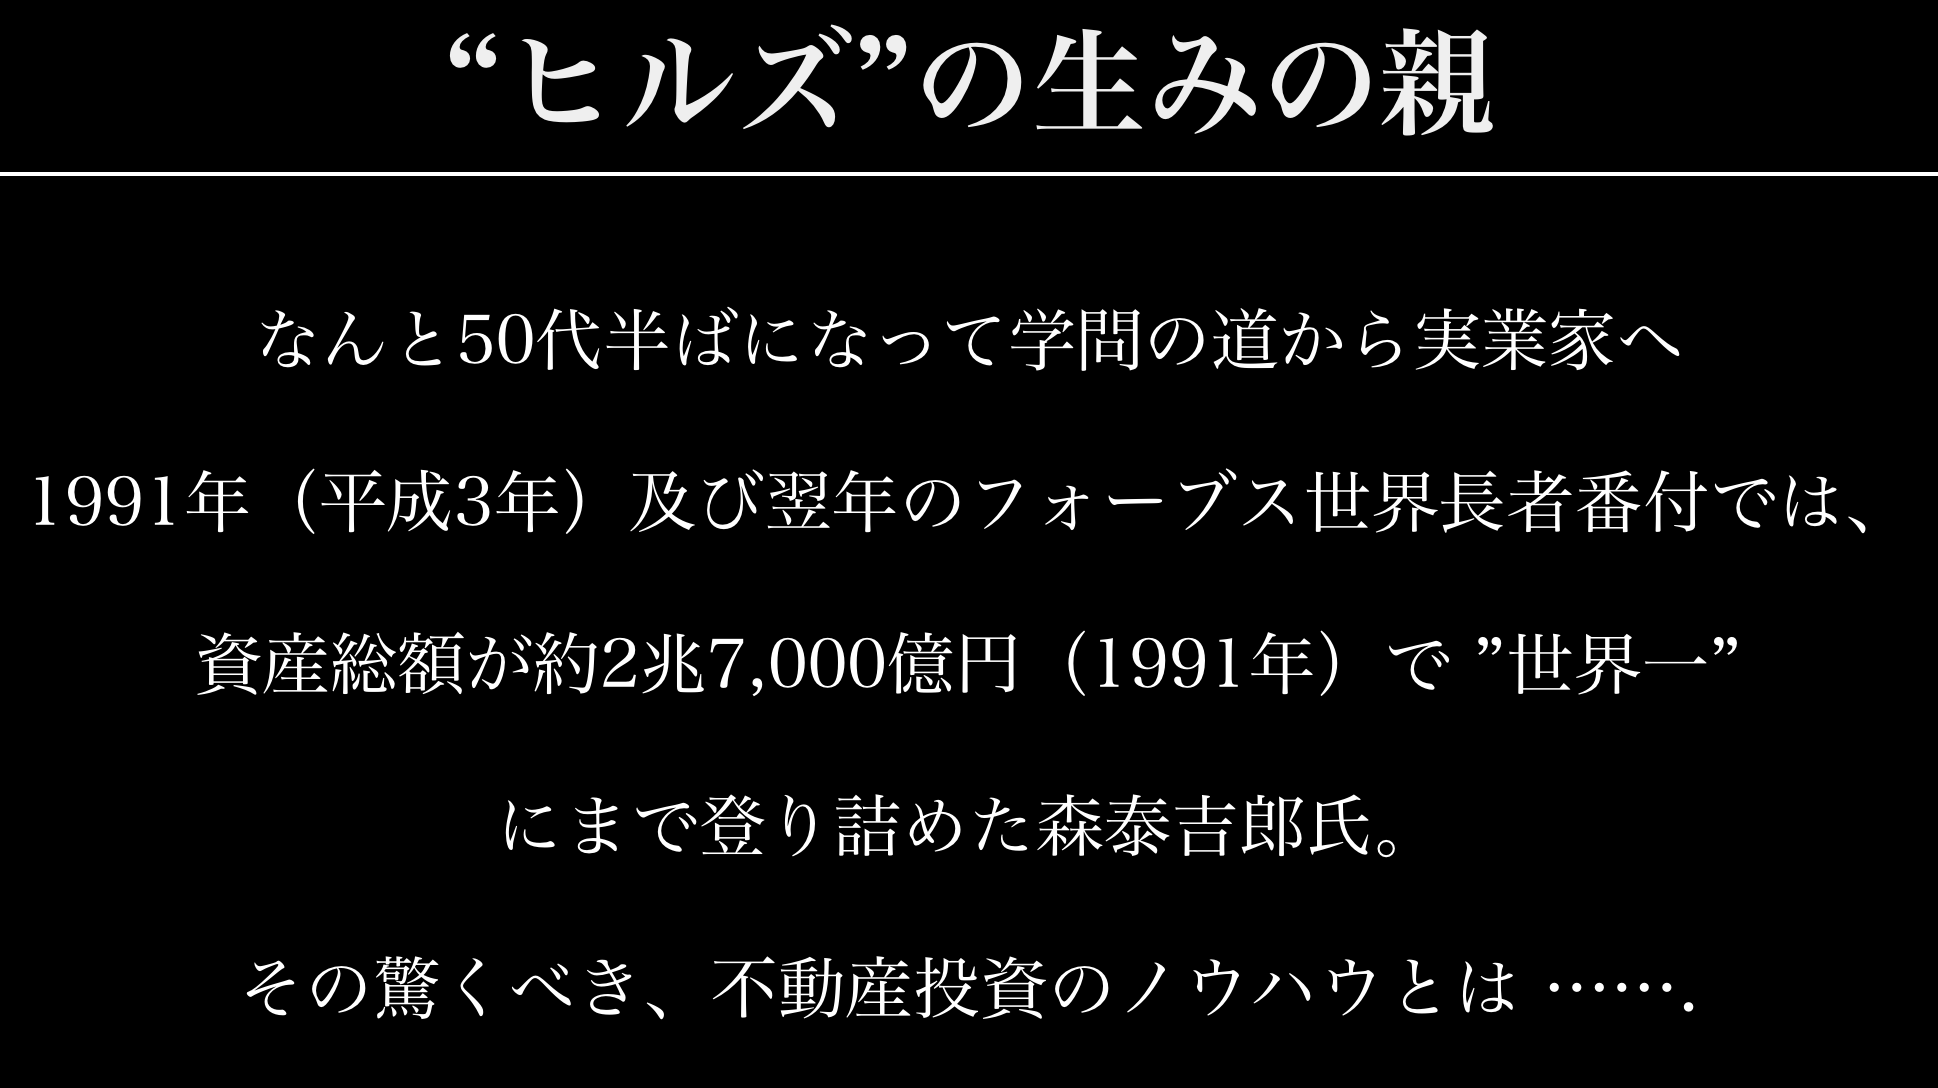 “ヒルズ”の生みの親
なんと50代半ばになって学問の道から実業家へ
1991年（平成3年）及び翌年のフォーブス世界長者番付では、
資産総額が約2兆7,000億円（1991年）で ”世界一”
にまで登り詰めた森泰吉郎氏。
その驚くべき、不動産投資のノウハウとは …….